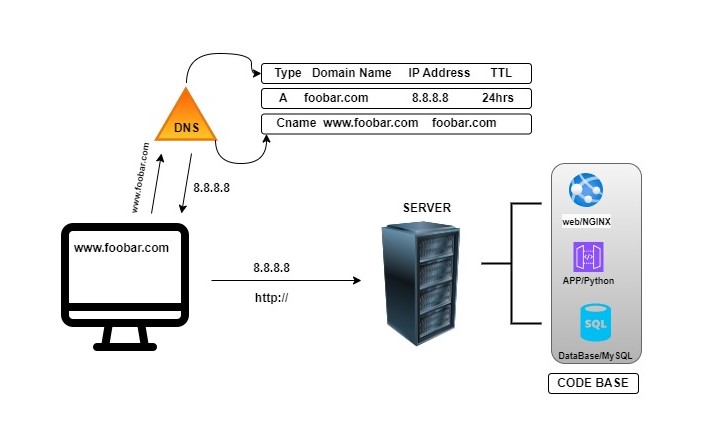 Type Domain Name IP Address TTL
A foobar.com 8.8.8.8 24hrs
Cname www.foobar.com foobar.com
DNS
www.foobar.com
8.8.8.8
www.foobar.com
8.8.8.8
http://
SERVER
web/NGINX
APP/Python
SQL
DataBase/MySQL
CODE BASE